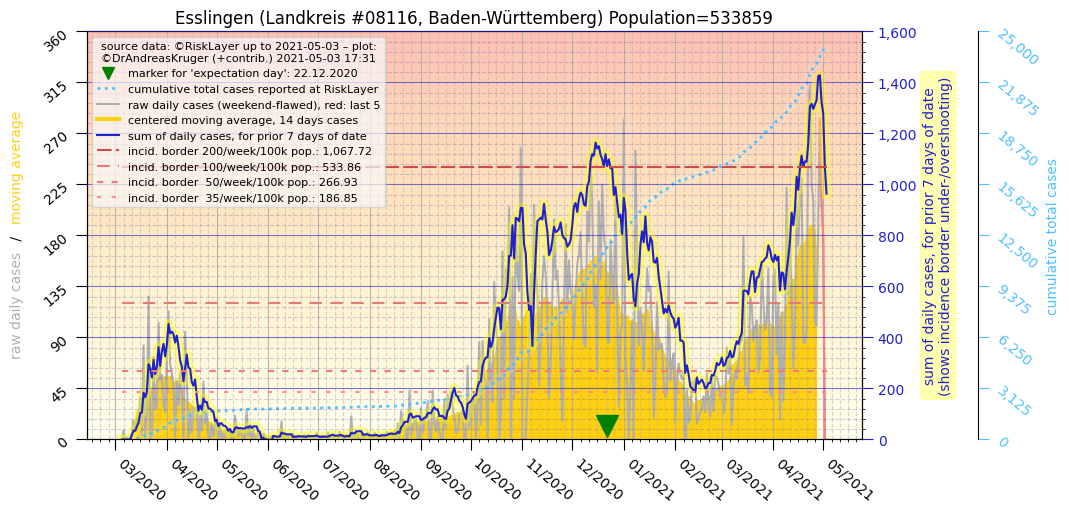 Esslingen (Landkreis #08116, Baden-Württemberg) Population=533859
source data: ©RiskLayer up to 2021-05-03 – plot:
©DrAndreasKruger (+contrib.) 2021-05-03 17:31
marker for 'expectation day': 22.12.2020
cumulative total cases reported at RiskLayer
raw daily cases (weekend-flawed), red: last 5
centered moving average, 14 days cases
sum of daily cases, for prior 7 days of date
incid. border 200/week/100k pop.: 1,067.72
incid. border 100/week/100k pop.: 533.86
incid. border  50/week/100k pop.: 266.93
incid. border  35/week/100k pop.: 186.85
raw daily cases  /  moving average
360
315
270
225
180
135
90
45
0
03/2020
04/2020
05/2020
06/2020
07/2020
08/2020
09/2020
10/2020
11/2020
12/2020
01/2021
02/2021
03/2021
04/2021
05/2021
1,600
1,400
1,200
1,000
800
600
400
200
0
sum of daily cases, for prior 7 days of date
(shows incidence border under-/overshooting)
25,000
21,875
18,750
15,625
12,500
9,375
6,250
3,125
0
cumulative total cases